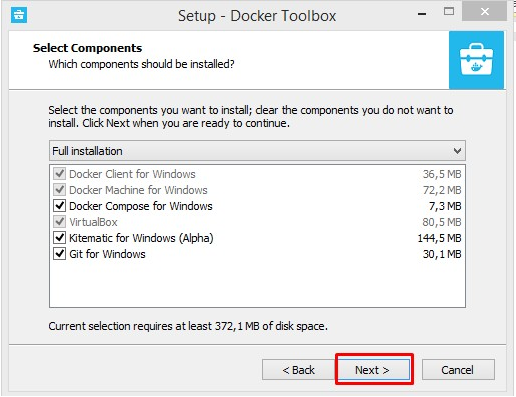 Setup - Docker Toolbox
Select Components
Which components should be installed?
Select the components you want to install; clear the components you do not want to
install. Click Next when you are ready to continue.
Full installation
Docker Client for Windows 36,5 MB
Docker Machine for Windows 72,2 MB
Docker Compose for Windows 7,3 MB
VirtualBox 80,5 MB
Kitematic for Windows (Alpha) 144,5 MB
Git for Windows 30,1 MB
Current selection requires at least 372,1 MB of disk space.
< Back Next > Cancel